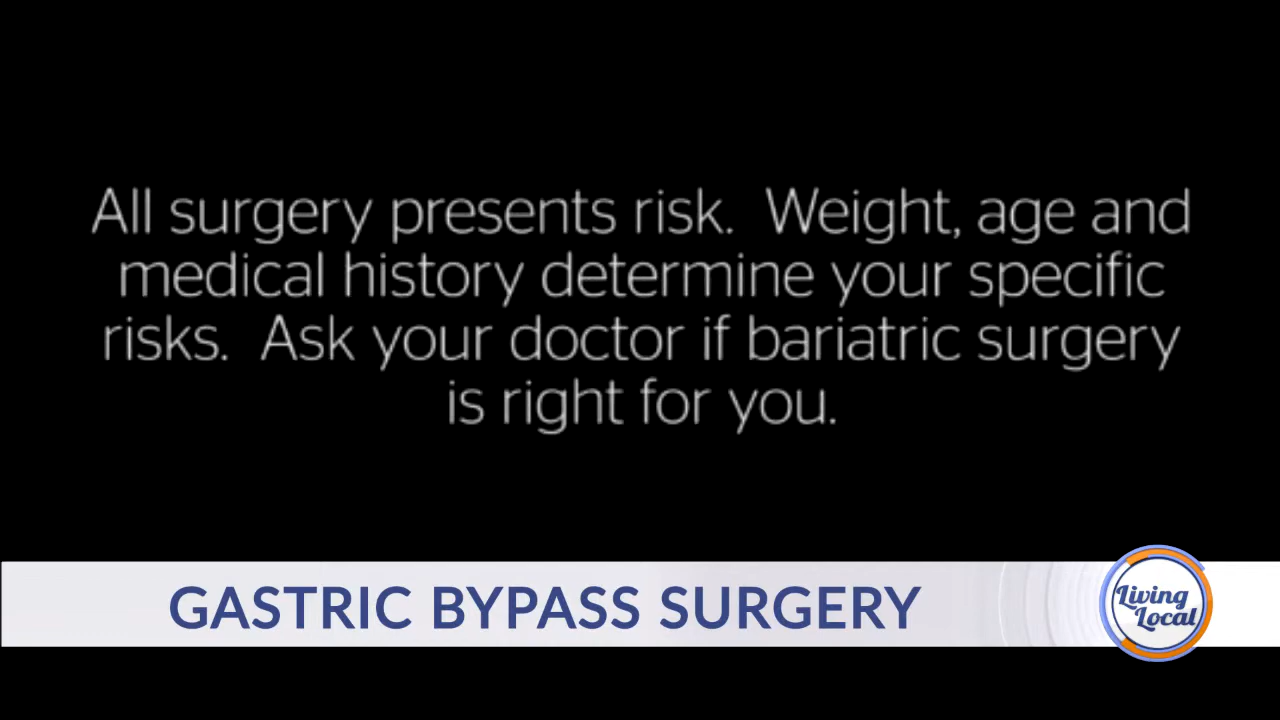 All surgery presents risk.  Weight, age and
medical history determine your specific
risks.  Ask your doctor if bariatric surgery
is right for you.
GASTRIC BYPASS SURGERY
Living
Local